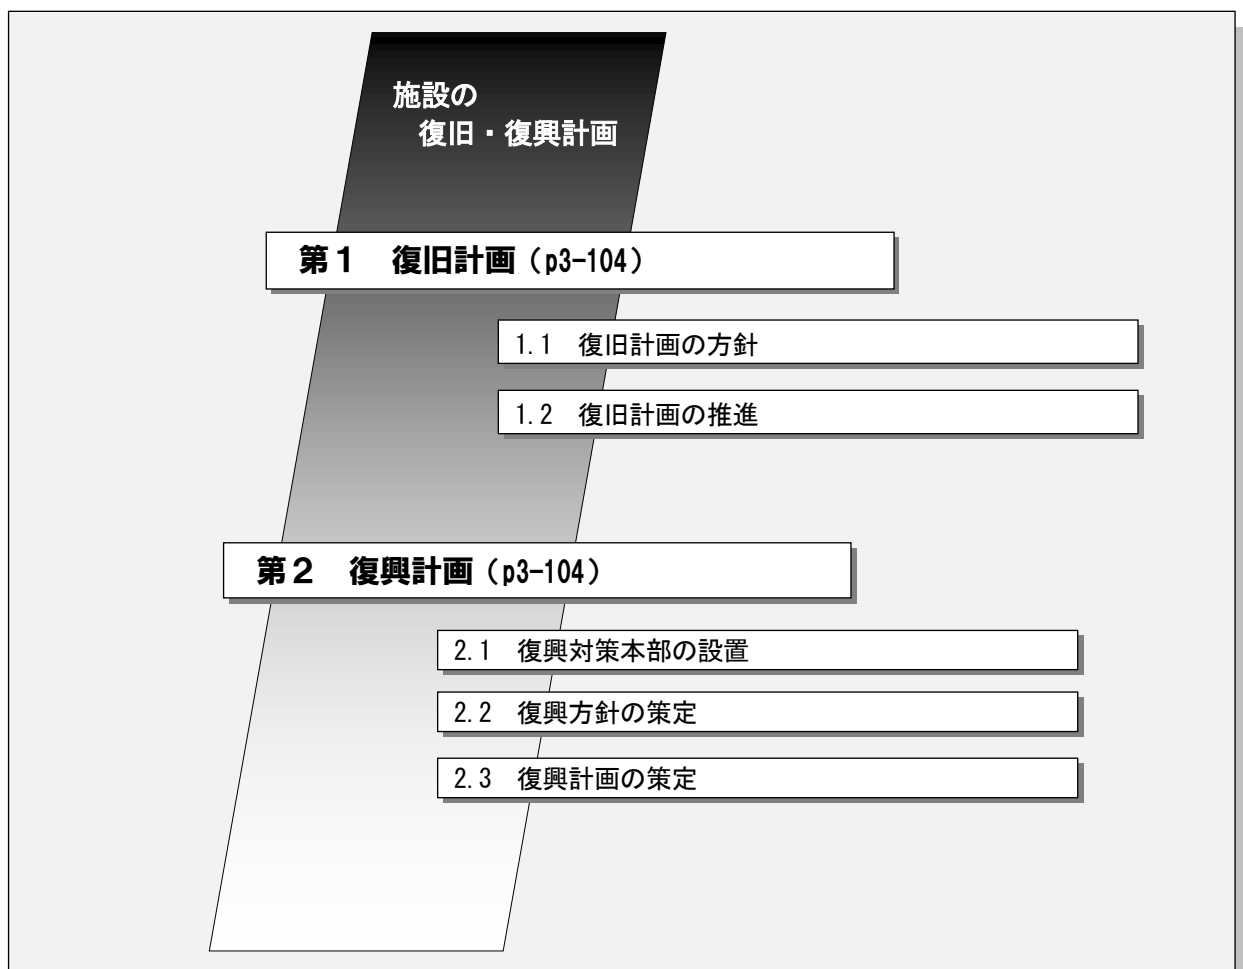 施設の
復旧・復興計画
第１　復旧計画（p3-104）
1.1　復旧計画の方針
1.2　復旧計画の推進
第２　復興計画（p3-104）
2.1　復興対策本部の設置
2.2　復興方針の策定
2.3　復興計画の策定